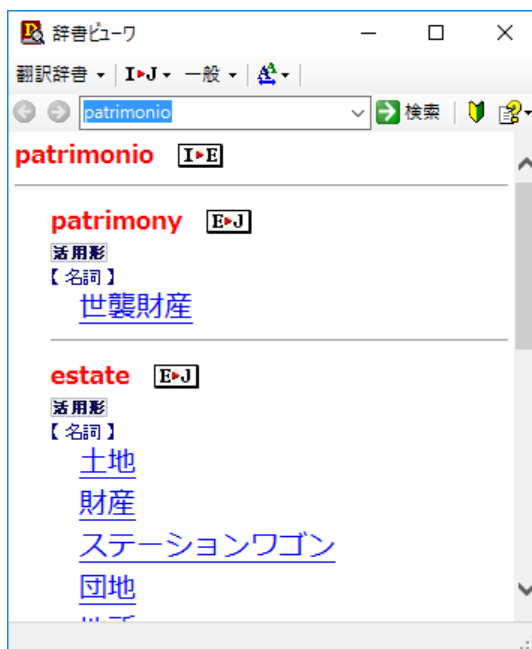 辞書ビューワ
翻訳辞書 I▸J 一般 A
patrimonio 検索
patrimonio I▸E
patrimony E▸J
活用形
【名詞】
世襲財産
estate E▸J
活用形
【名詞】
土地
財産
ステーションワゴン
団地